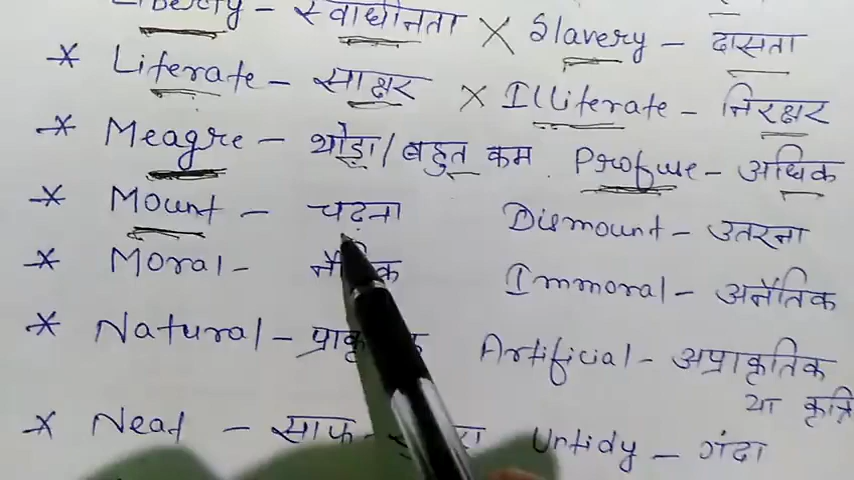 Liberty - स्वाधीनता × Slavery - दासता
* Literate - साक्षर × Illiterate - निरक्षर
* Meagre - थोड़ा/बहुत कम. Profuse - अधिक
* Mount - चढ़ना Dismount - उतरना
* Moral - Immoral - अनैतिक
* Natural - Artificial - अप्राकृतिक
या
* Neat - साफ - Untidy - गंदा